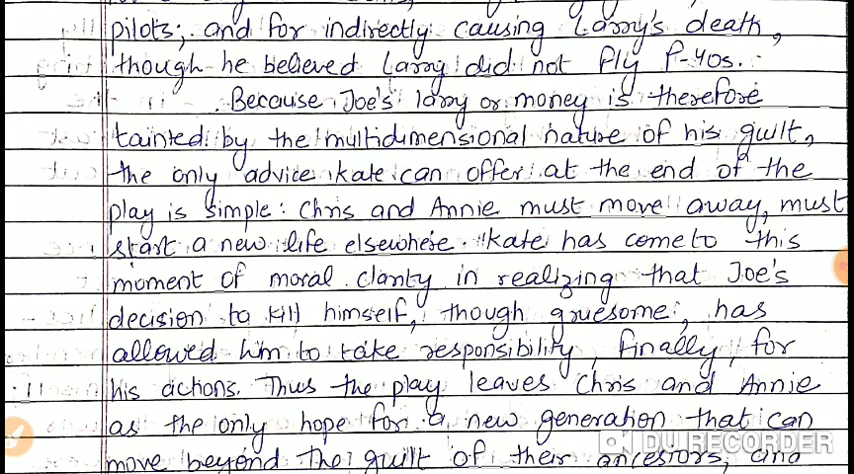 pilots; and for indirectly causing Larry's death,
though he believed Larry did not fly P-40s.
Because Joe's larry or money is therefore
tainted by the multidimensional nature of his guilt,
the only advice Kate can offer at the end of the
play is simple: Chris and Annie must move away, must
start a new life elsewhere. Kate has come to this
moment of moral clarity in realizing that Joe's
decision to kill himself, though gruesome, has
allowed him to take responsibility, finally, for
his actions. Thus the play leaves Chris and Annie
as the only hope for a new generation that can
move beyond the guilt of their ancestors, and
DU RECORDER